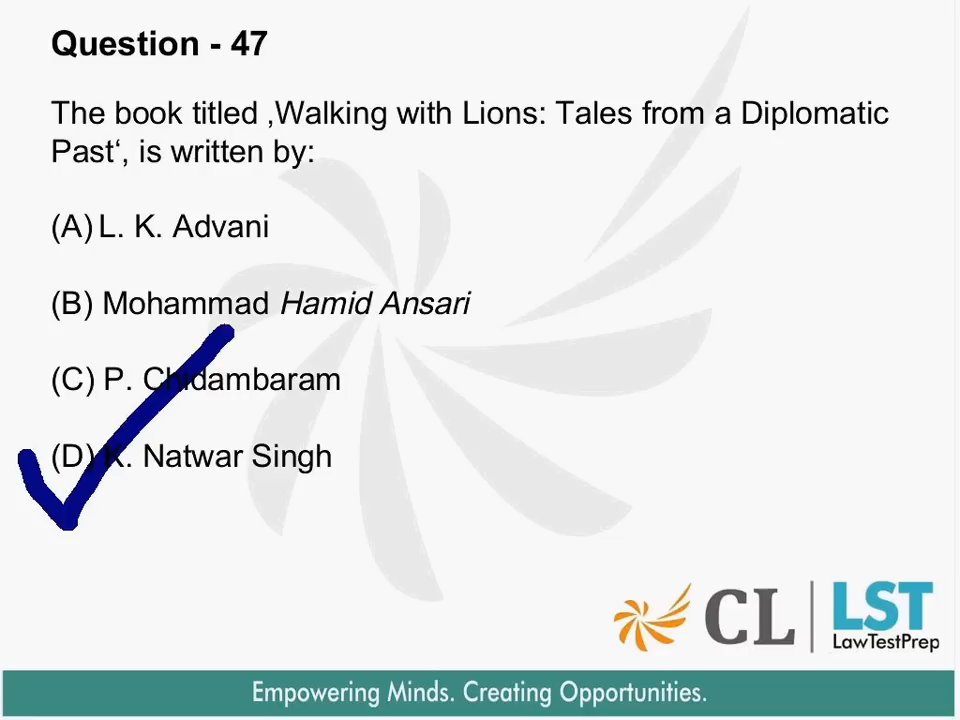 Question - 47
The book titled ‚Walking with Lions: Tales from a Diplomatic
Past‘, is written by:
(A) L. K. Advani
(B) Mohammad Hamid Ansari
(C) P. Chidambaram
(D) K. Natwar Singh
CL LST
LawTestPrep
Empowering Minds. Creating Opportunities.